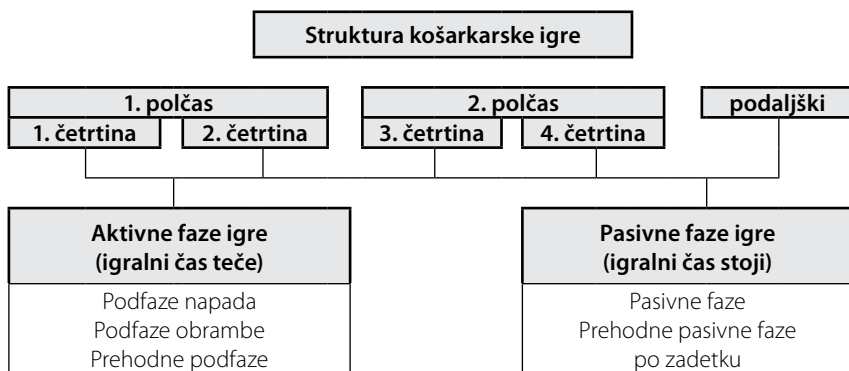 Struktura košarkarske igre
1. polčas
2. polčas
podaljški
1. četrtina
2. četrtina
3. četrtina
4. četrtina
Aktivne faze igre
(igralni čas teče)
Podfaze napada
Podfaze obrambe
Prehodne podfaze
Pasivne faze igre
(igralni čas stoji)
Pasivne faze
Prehodne pasivne faze
po zadetku